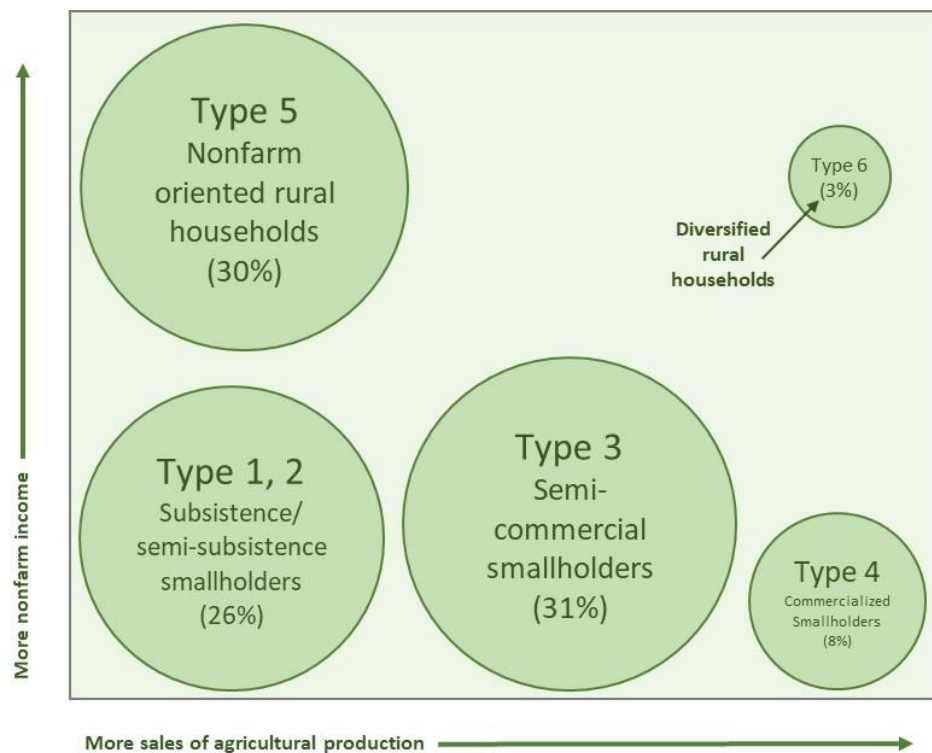 Type 5
Nonfarm
oriented rural
households
(30%)
Type 6
(3%)
Diversified
rural
households
Type 1, 2
Subsistence/
semi-subsistence
smallholders
(26%)
Type 3
Semi-
commercial
smallholders
(31%)
Type 4
Commercialized
Smallholders
(8%)
More nonfarm income
More sales of agricultural production